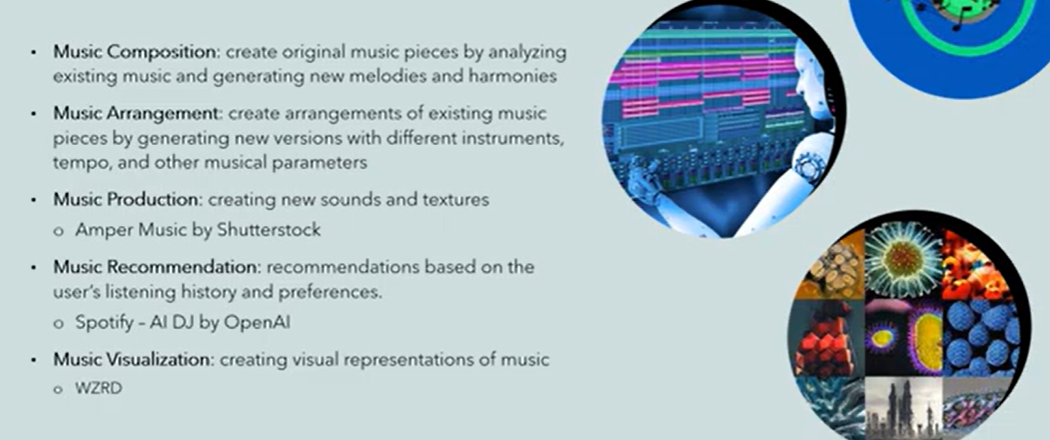 • Music Composition: create original music pieces by analyzing
existing music and generating new melodies and harmonies
• Music Arrangement: create arrangements of existing music
pieces by generating new versions with different instruments,
tempo, and other musical parameters
• Music Production: creating new sounds and textures
o Amper Music by Shutterstock
• Music Recommendation: recommendations based on the
user's listening history and preferences.
o Spotify – AI DJ by OpenAI
• Music Visualization: creating visual representations of music
o WZRD